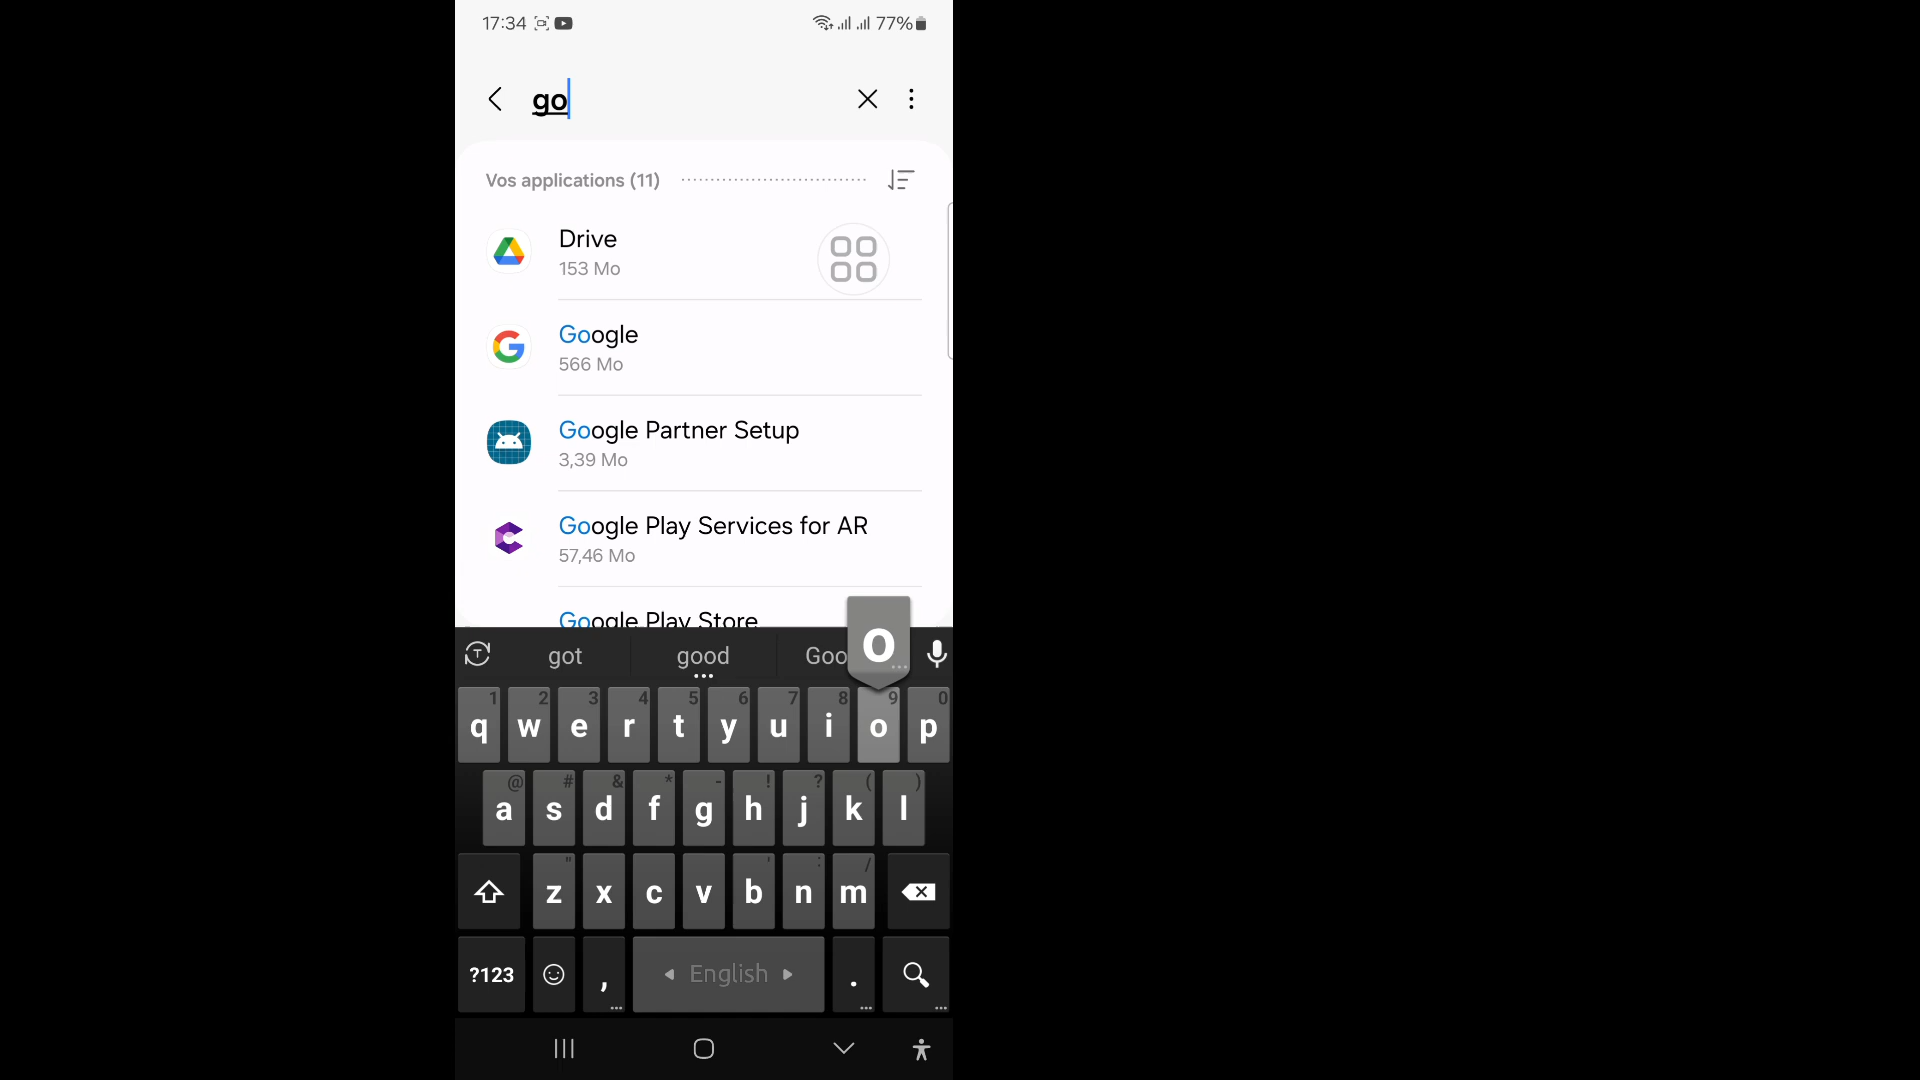 17:34 77%
go
Vos applications (11)
Drive
153 Mo
Google
566 Mo
Google Partner Setup
3,39 Mo
Google Play Services for AR
57,46 Mo
Google Play Store
got good Goo o
1 2 3 4 5 6 7 8 9 0
q w e r t y u i o p
@ # & * - ! ? ( )
a s d f g h j k l
" ' : /
z x c v b n m
?123 , English .